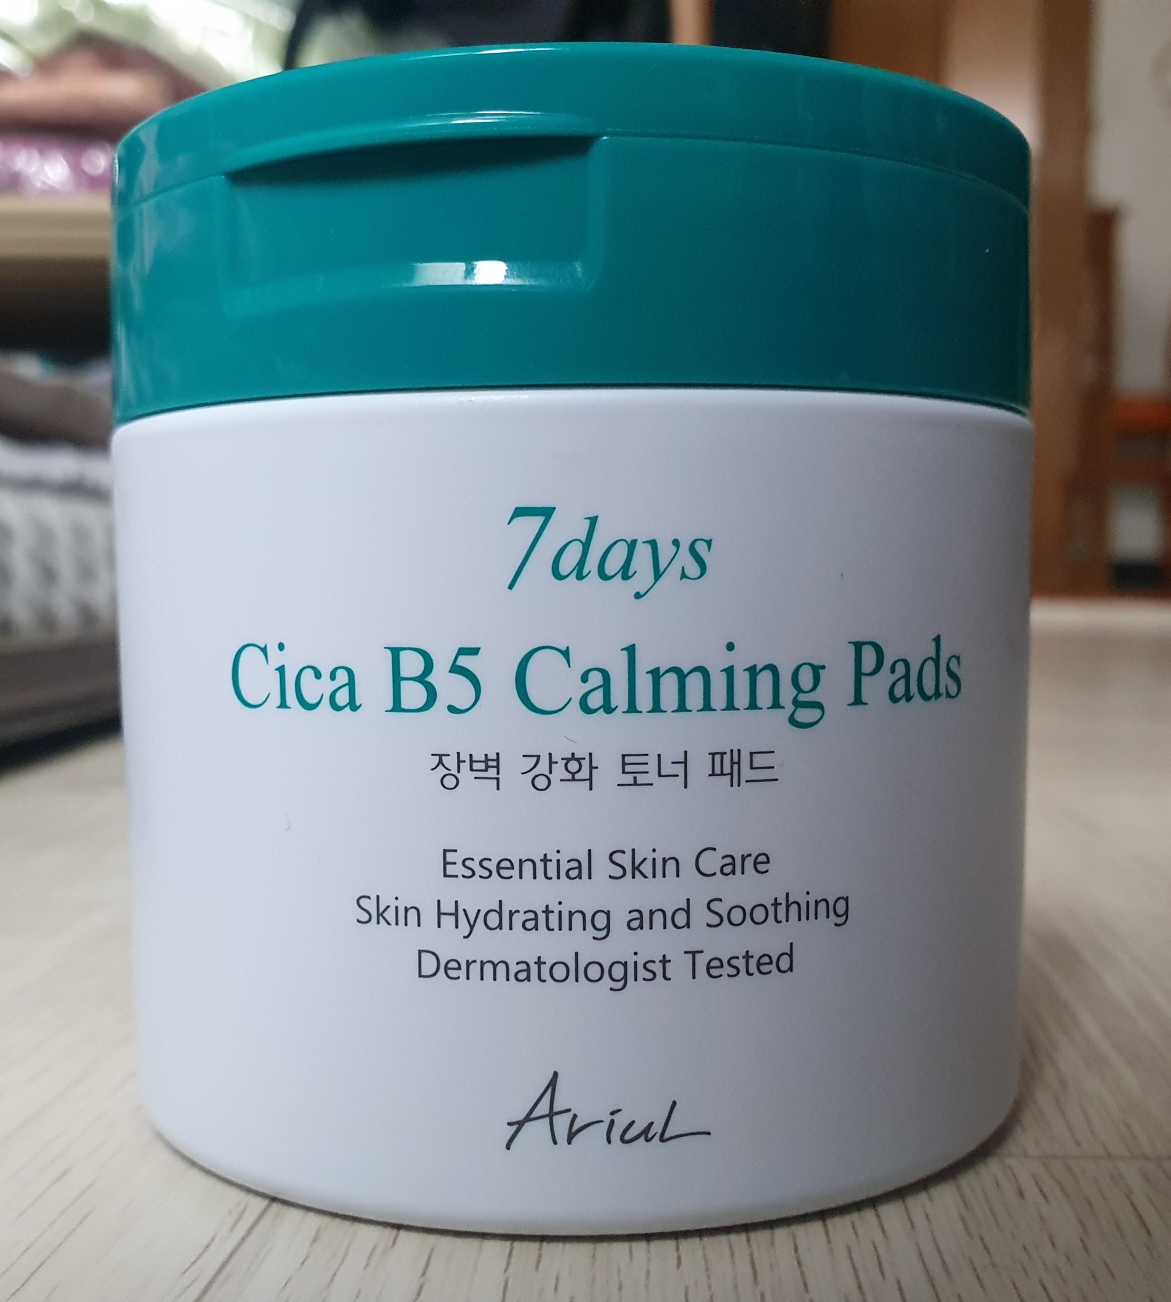 7days
Cica B5 Calming Pads
장벽 강화 토너 패드
Essential Skin Care
Skin Hydrating and Soothing
Dermatologist Tested
Ariul